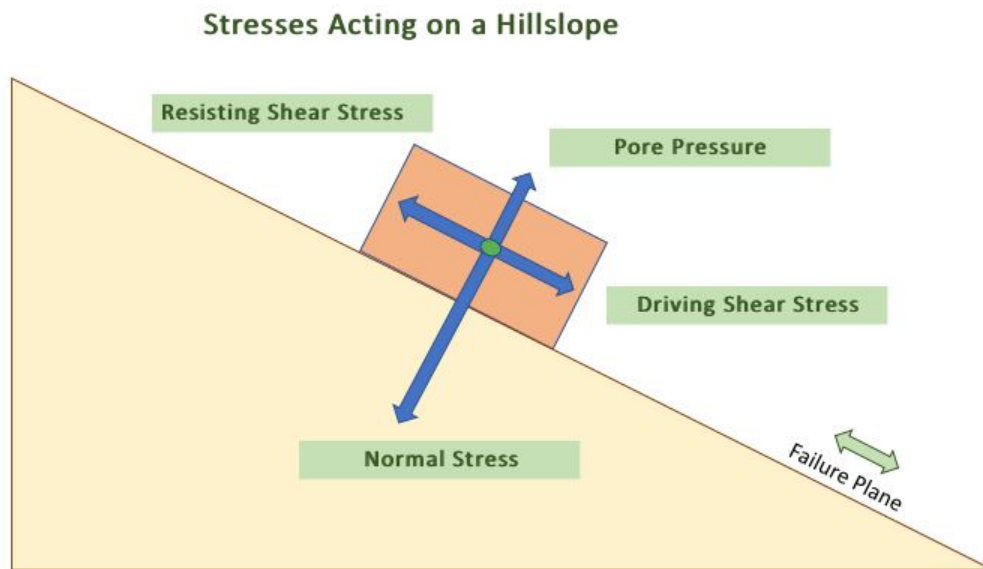 Stresses Acting on a Hillslope
Resisting Shear Stress
Pore Pressure
Driving Shear Stress
Normal Stress
Failure Plane